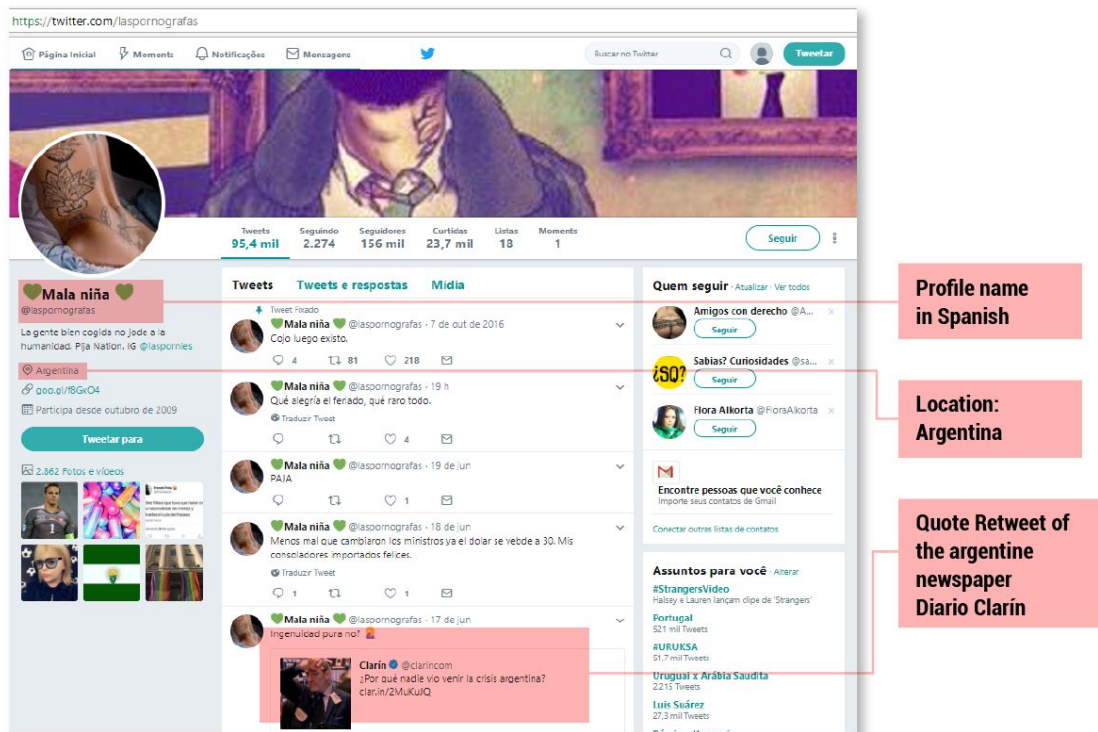 https://twitter.com/laspornografas
Página Inicial Moments Notificações Mensagens Buscar no Twitter Tweetar
Tweets Seguindo Seguidores Curtidas Listas Moments
95,4 mil 2.274 156 mil 23,7 mil 18 1
Seguir
💚Mala niña 💚
@laspornografas
La gente bien cogida no jode a la
humanidad. Pija Nation. IG @laspornies
Argentina
goo.gl/f8GxO4
Participa desde outubro de 2009
Tweetar para
2.862 Fotos e vídeos
Tweets Tweets e respostas Mídia
Tweet Fixado
💚Mala niña 💚 @laspornografas · 7 de out de 2016
Cojo luego existo.
4 81 218
💚Mala niña 💚 @laspornografas · 19 h
Qué alegría el feriado, qué raro todo.
Traduzir Tweet
4
💚Mala niña 💚 @laspornografas · 19 de jun
PAJA
1
💚Mala niña 💚 @laspornografas · 18 de jun
Menos mal que cambiaron los ministros ya el dolar se vebde a 30. Mis
consoladores importados felices.
Traduzir Tweet
1 1
💚Mala niña 💚 @laspornografas · 17 de jun
Ingenuidad pura no?
Clarín @clarincom
¿Por qué nadie vio venir la crisis argentina?
clar.in/2MuKuJQ
Quem seguir · Atualizar · Ver todos
Amigos con derecho @A...
Seguir
¿SQ?
Sabias? Curiosidades @sa...
Seguir
Flora Alkorta @FloraAlkorta
Seguir
Encontre pessoas que você conhece
Importe seus contatos de Gmail
Conectar outras listas de contatos
Assuntos para você · Alterar
#StrangersVideo
Halsey e Lauren lançam clipe de 'Strangers'
Portugal
521 mil Tweets
#URUKSA
51,7 mil Tweets
Uruguai x Arábia Saudita
2.215 Tweets
Luis Suárez
27,3 mil Tweets
Profile name
in Spanish
Location:
Argentina
Quote Retweet of
the argentine
newspaper
Diario Clarín